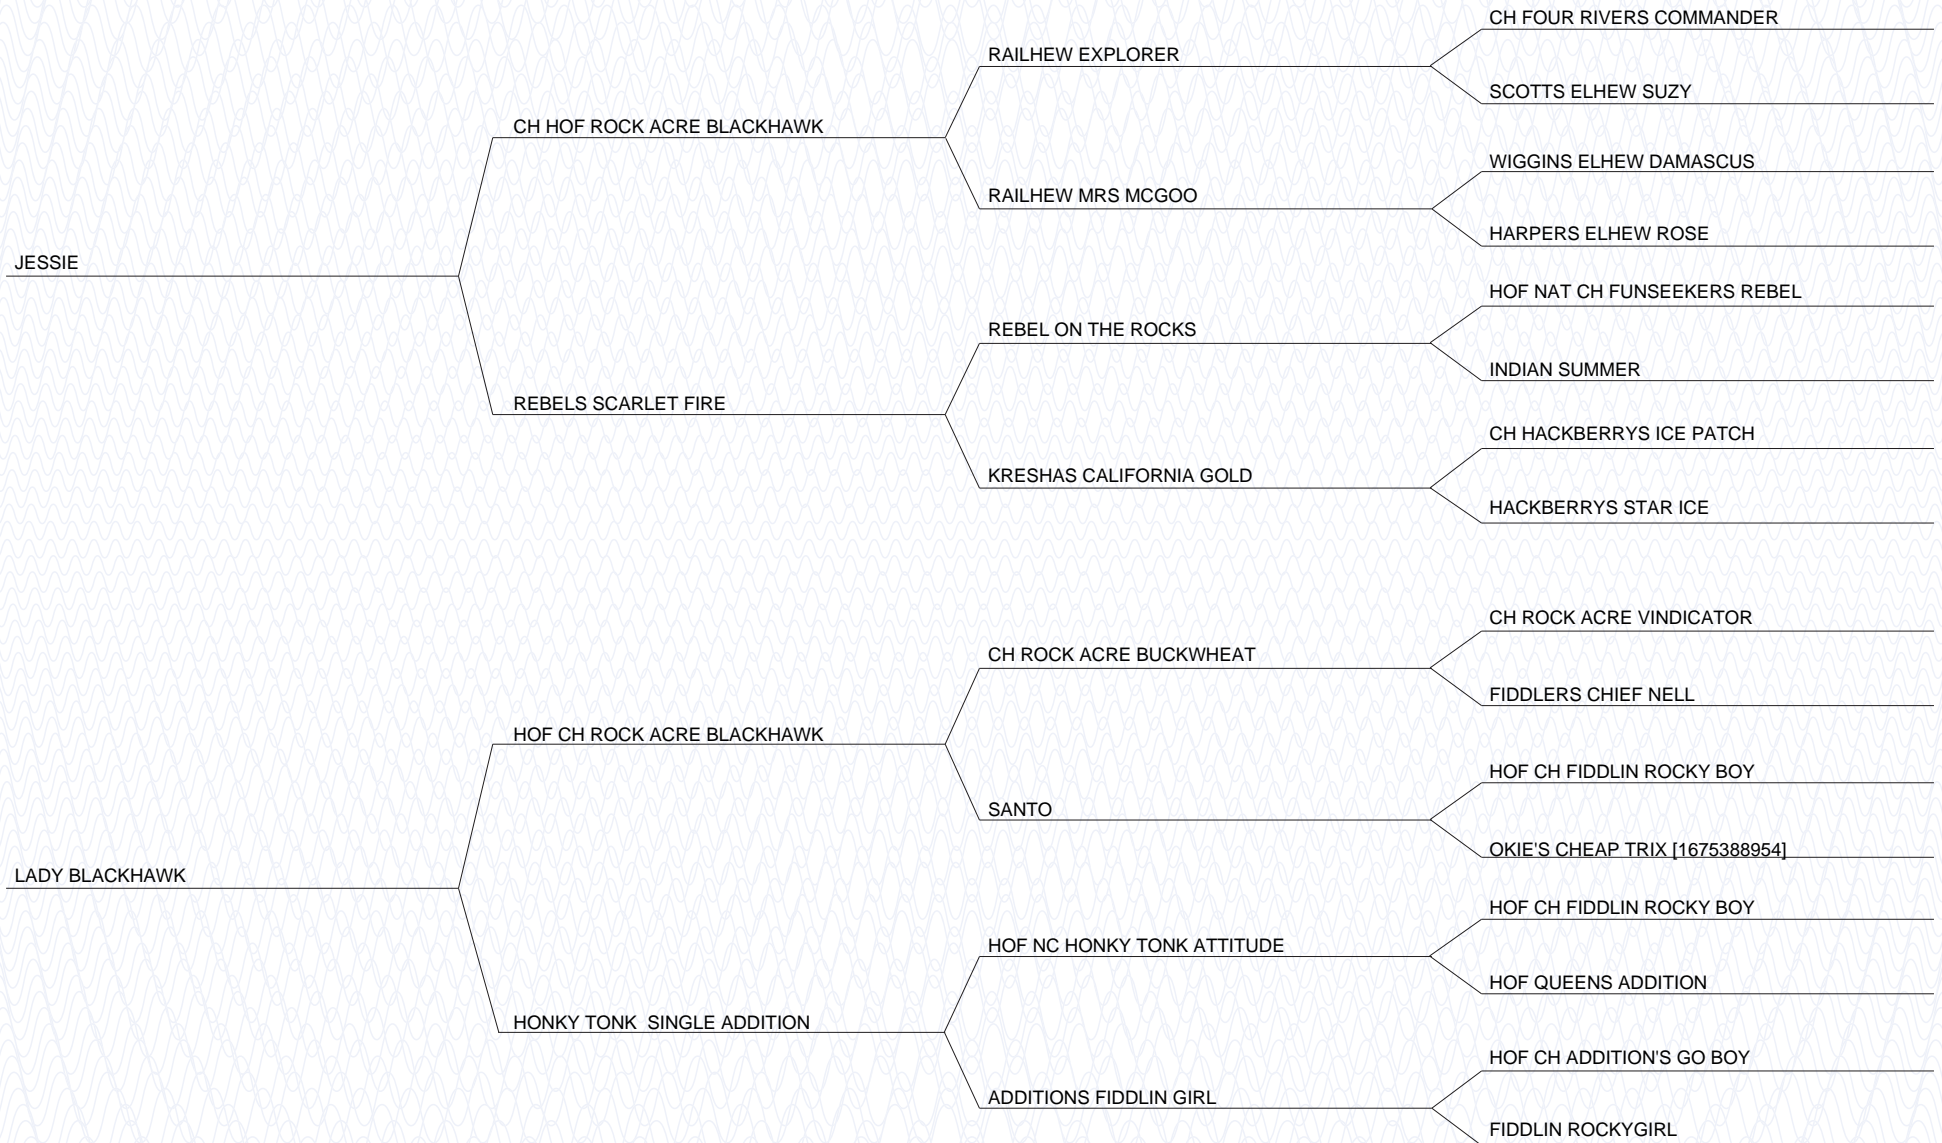 CH FOUR RIVERS COMMANDER
RAILHEW EXPLORER
SCOTTS ELHEW SUZY
CH HOF ROCK ACRE BLACKHAWK
WIGGINS ELHEW DAMASCUS
RAILHEW MRS MCGOO
HARPERS ELHEW ROSE
JESSIE
HOF NAT CH FUNSEEKERS REBEL
REBEL ON THE ROCKS
INDIAN SUMMER
REBELS SCARLET FIRE
CH HACKBERRYS ICE PATCH
KRESHAS CALIFORNIA GOLD
HACKBERRYS STAR ICE
CH ROCK ACRE VINDICATOR
CH ROCK ACRE BUCKWHEAT
FIDDLERS CHIEF NELL
HOF CH ROCK ACRE BLACKHAWK
HOF CH FIDDLIN ROCKY BOY
SANTO
OKIE'S CHEAP TRIX [1675388954]
LADY BLACKHAWK
HOF CH FIDDLIN ROCKY BOY
HOF NC HONKY TONK ATTITUDE
HOF QUEENS ADDITION
HONKY TONK  SINGLE ADDITION
HOF CH ADDITION'S GO BOY
ADDITIONS FIDDLIN GIRL
FIDDLIN ROCKYGIRL